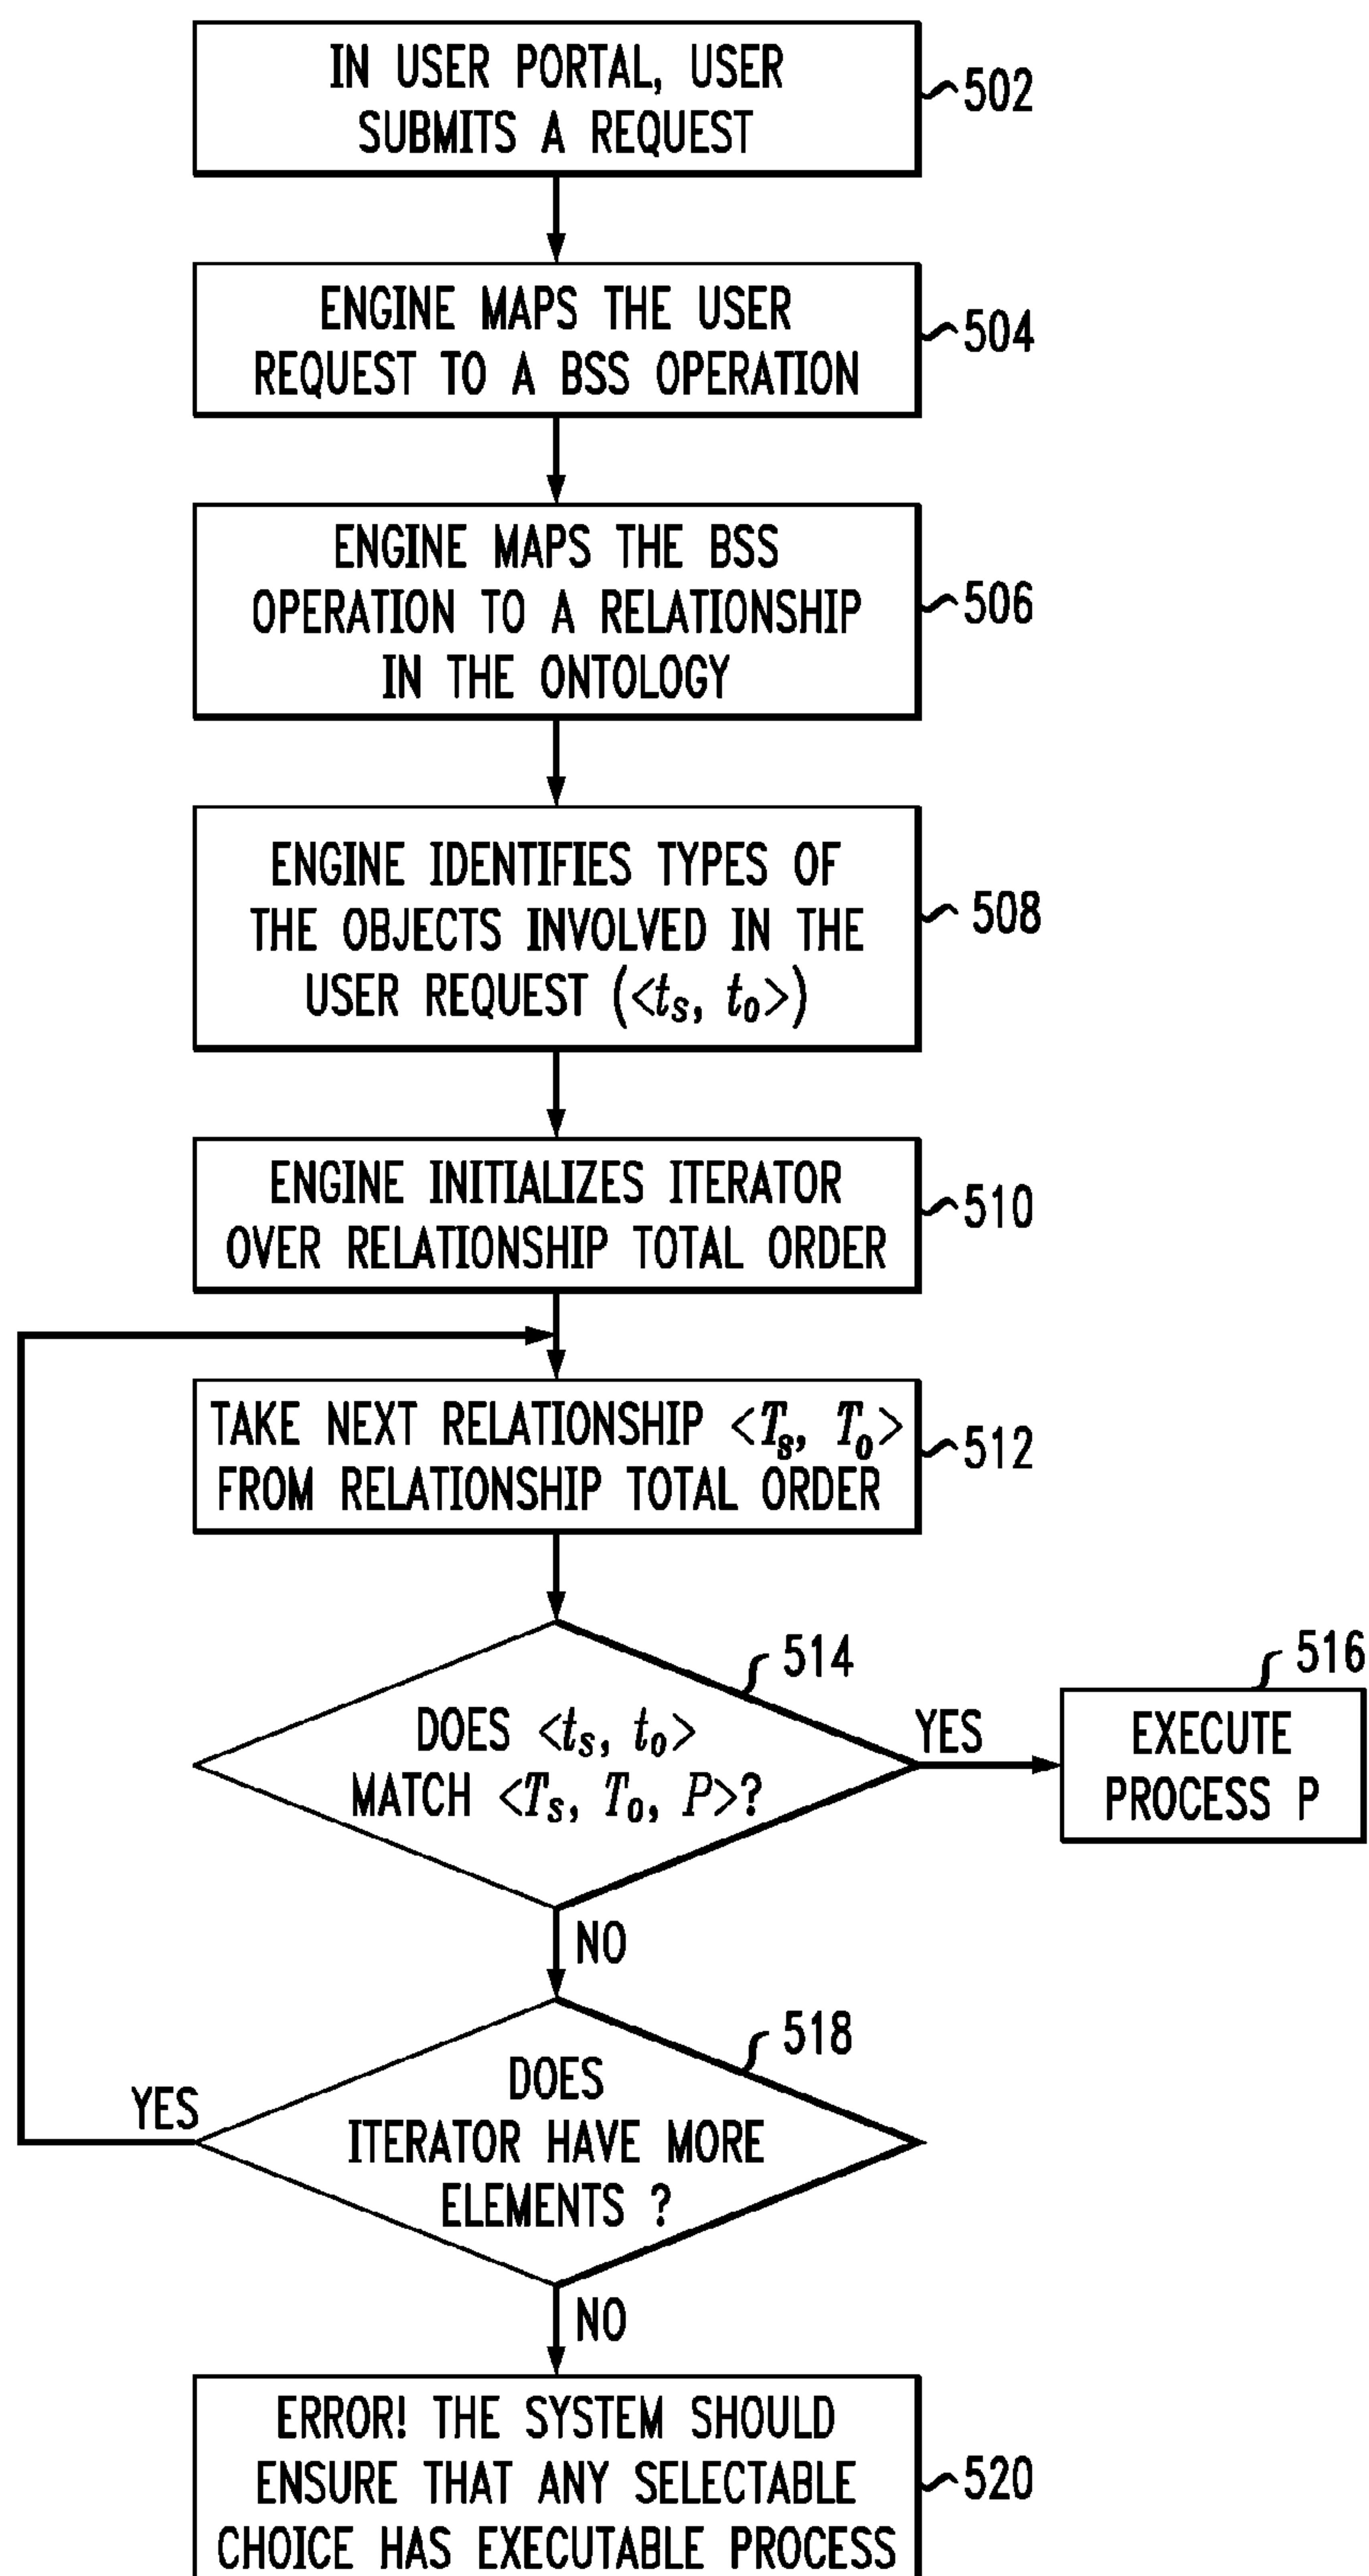 IN USER PORTAL, USER
SUBMITS A REQUEST
502
ENGINE MAPS THE USER
REQUEST TO A BSS OPERATION
504
ENGINE MAPS THE BSS
OPERATION TO A RELATIONSHIP
IN THE ONTOLOGY
506
ENGINE IDENTIFIES TYPES OF
THE OBJECTS INVOLVED IN THE
USER REQUEST (<ts, to>)
508
ENGINE INITIALIZES ITERATOR
OVER RELATIONSHIP TOTAL ORDER
510
TAKE NEXT RELATIONSHIP <Ts, To>
FROM RELATIONSHIP TOTAL ORDER
512
514
DOES <ts, to>
MATCH <Ts, To, P>?
YES
516
EXECUTE
PROCESS P
NO
518
DOES
ITERATOR HAVE MORE
ELEMENTS ?
YES
NO
ERROR! THE SYSTEM SHOULD
ENSURE THAT ANY SELECTABLE
CHOICE HAS EXECUTABLE PROCESS
520